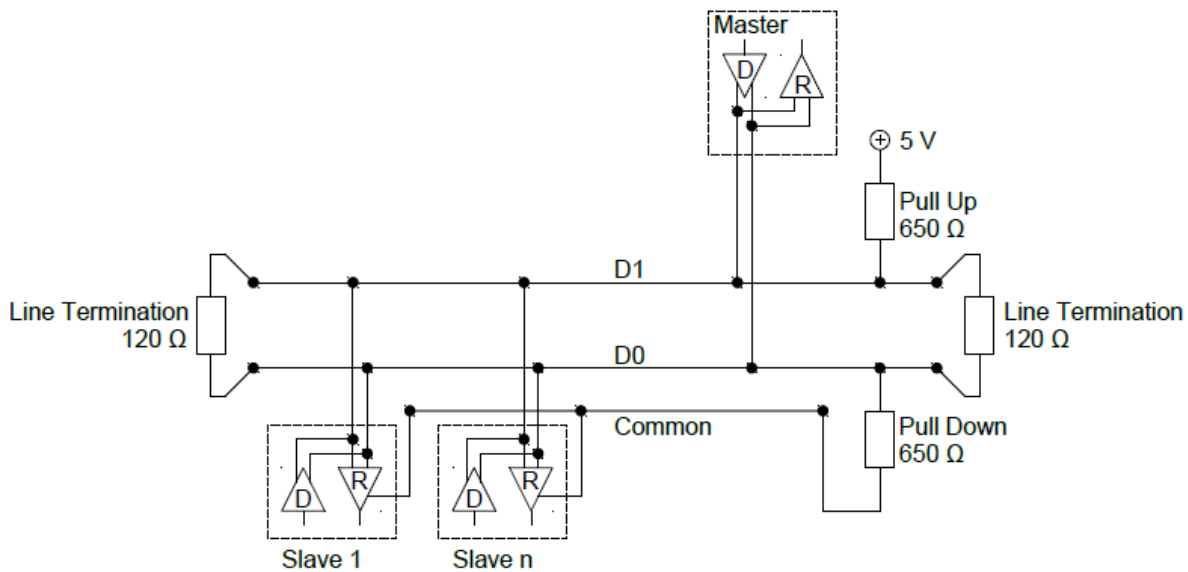 Master
D
R
5 V
Pull Up
650 Ω
D1
Line Termination
120 Ω
Line Termination
120 Ω
D0
Common
Pull Down
650 Ω
D
R
D
R
Slave 1
Slave n